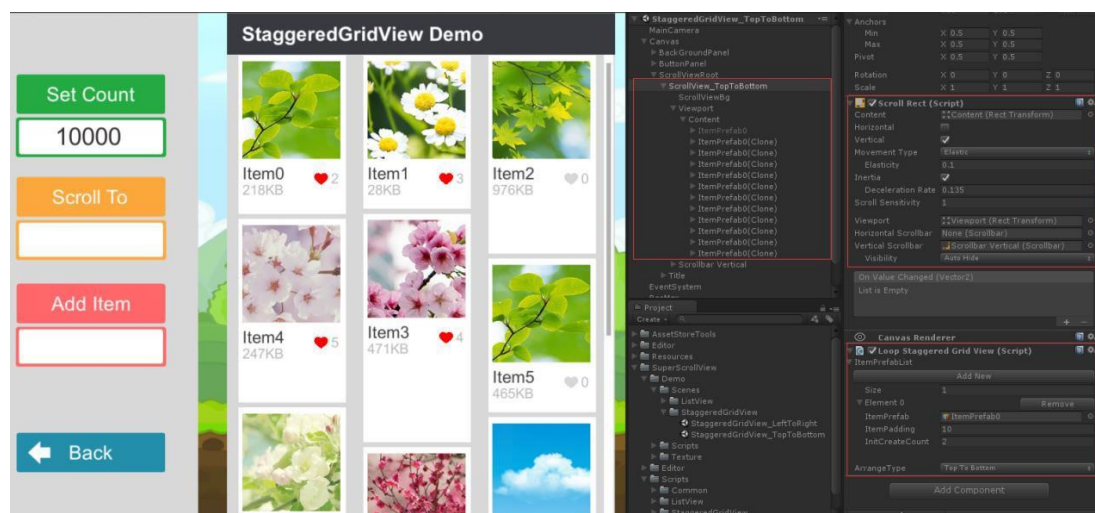 Set Count
10000
Scroll To
Add Item
Back
StaggeredGridView Demo
Item0
2
218KB
Item1
3
28KB
Item2
0
976KB
Item4
5
247KB
Item3
4
471KB
Item5
0
465KB
StaggeredGridView_TopToBottom
MainCamera
Canvas
BackGroundPanel
ButtonPanel
ScrollViewRoot
ScrollView_TopToBottom
ScrollViewBg
Viewport
Content
ItemPrefab0
ItemPrefab0(Clone)
ItemPrefab0(Clone)
ItemPrefab0(Clone)
ItemPrefab0(Clone)
ItemPrefab0(Clone)
ItemPrefab0(Clone)
ItemPrefab0(Clone)
ItemPrefab0(Clone)
ItemPrefab0(Clone)
ItemPrefab0(Clone)
ItemPrefab0(Clone)
Scrollbar Vertical
Title
EventSystem
Project
Create
AssetStoreTools
Editor
Resources
SuperScrollView
Demo
Scenes
ListView
StaggeredGridView
StaggeredGridView_LeftToRight
StaggeredGridView_TopToBottom
Scripts
Texture
Editor
Scripts
Common
ListView
StaggeredGridView
Anchors
Min X 0.5 Y 0.5
Max X 0.5 Y 0.5
Pivot X 0.5 Y 0.5
Rotation X 0 Y 0 Z 0
Scale X 1 Y 1 Z 1
Scroll Rect (Script)
Content Content (Rect Transform)
Horizontal
Vertical
Movement Type Elastic
Elasticity 0.1
Inertia
Deceleration Rate 0.135
Scroll Sensitivity 1
Viewport Viewport (Rect Transform)
Horizontal Scrollbar None (Scrollbar)
Vertical Scrollbar Scrollbar Vertical (Scrollbar)
Visibility Auto Hide
On Value Changed (Vector2)
List is Empty
Canvas Renderer
Loop Staggered Grid View (Script)
ItemPrefabList
Add New
Size 1
Element 0 Remove
ItemPrefab ItemPrefab0
ItemPadding 10
InitCreateCount 2
ArrangeType Top To Bottom
Add Component